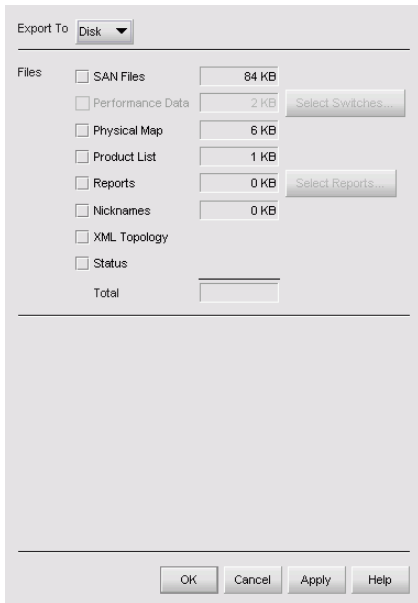 Export To Disk
Files SAN Files 84 KB
Performance Data 2 KB Select Switches...
Physical Map 6 KB
Product List 1 KB
Reports 0 KB Select Reports...
Nicknames 0 KB
XML Topology
Status
Total
OK Cancel Apply Help